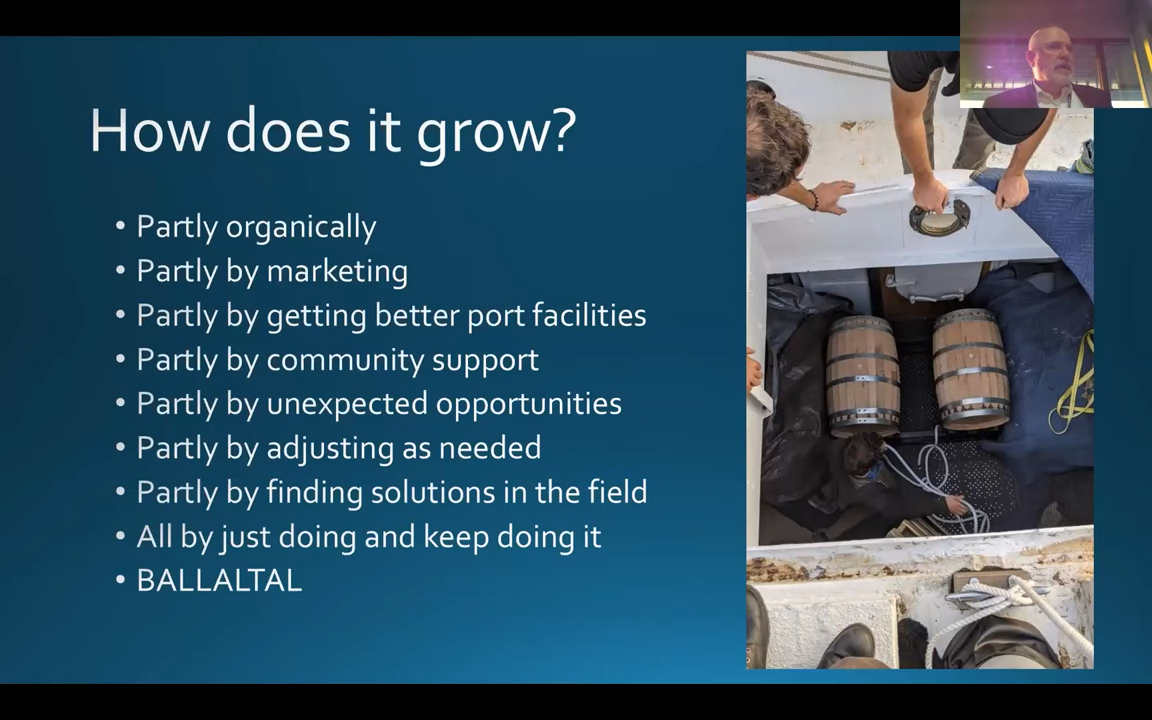 How does it grow?
• Partly organically
• Partly by marketing
• Partly by getting better port facilities
• Partly by community support
• Partly by unexpected opportunities
• Partly by adjusting as needed
• Partly by finding solutions in the field
• All by just doing and keep doing it
• BALLALTAL